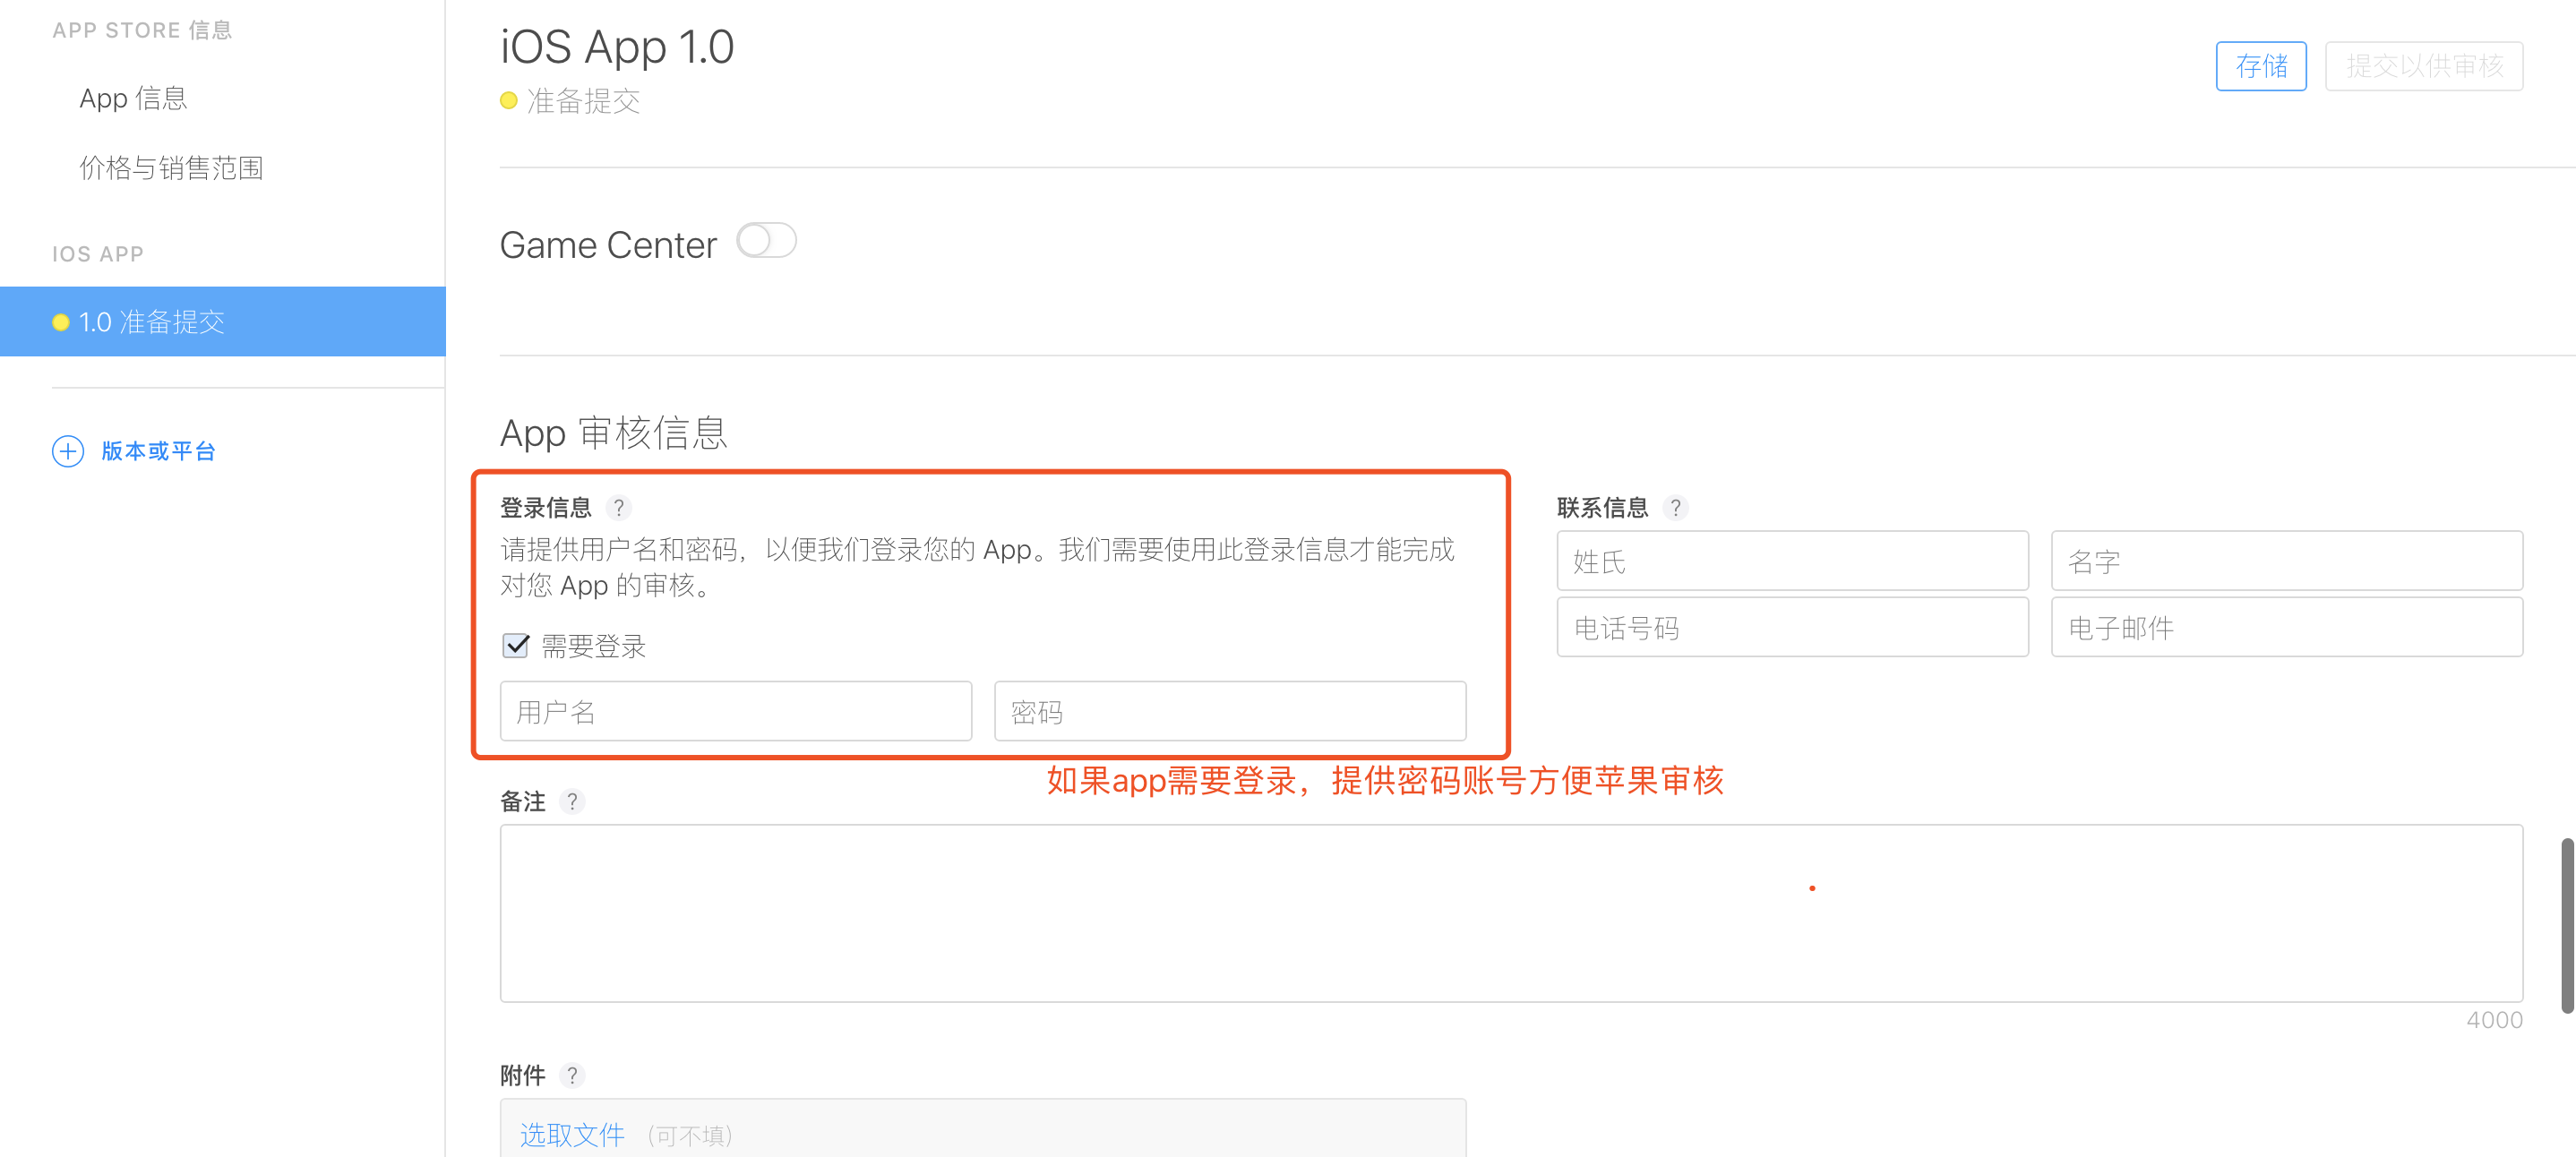 APP STORE 信息
App 信息
价格与销售范围
IOS APP
1.0 准备提交
版本或平台
iOS App 1.0
准备提交
存储
提交以供审核
Game Center
App 审核信息
登录信息 ?
请提供用户名和密码，以便我们登录您的 App。我们需要使用此登录信息才能完成
对您 App 的审核。
需要登录
用户名
密码
联系信息 ?
姓氏
名字
电话号码
电子邮件
如果app需要登录，提供密码账号方便苹果审核
备注 ?
4000
附件 ?
选取文件 (可不填)